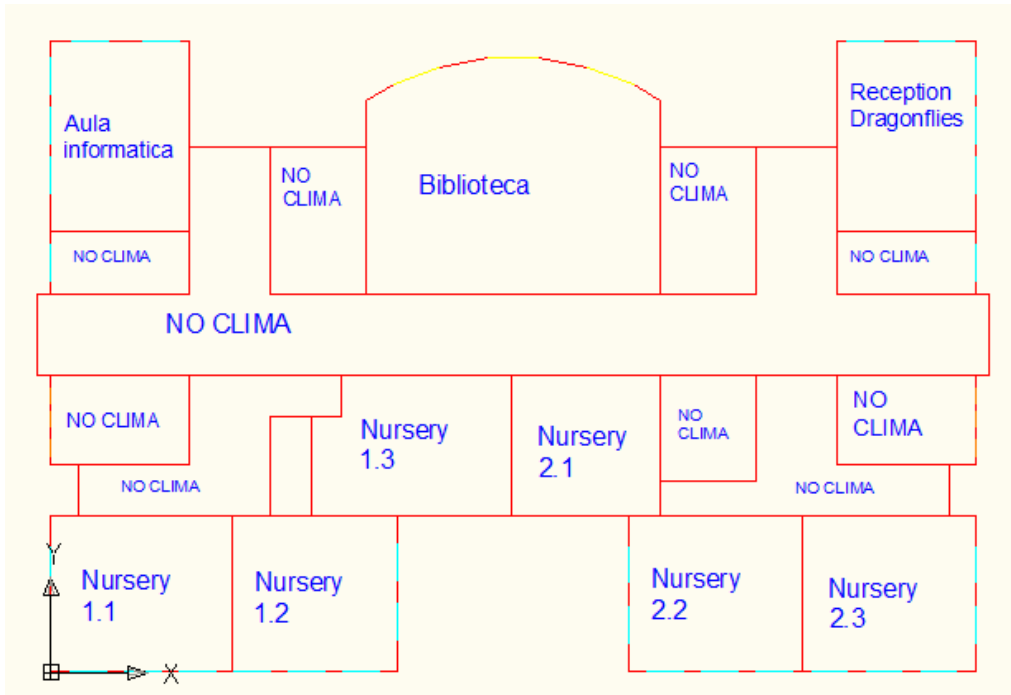 Aula
informatica
Reception
Dragonflies
NO
CLIMA
Biblioteca
NO
CLIMA
NO CLIMA
NO CLIMA
NO CLIMA
NO CLIMA
Nursery
1.3
Nursery
2.1
NO
CLIMA
NO
CLIMA
NO CLIMA
NO CLIMA
Nursery
1.1
Nursery
1.2
Nursery
2.2
Nursery
2.3
Y
X